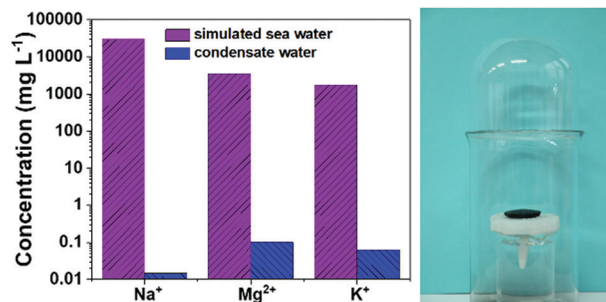 100000
simulated sea water
condensate water
10000
1000
100
10
1
0.1
0.01
Concentration (mg L⁻¹)
Na⁺
Mg²⁺
K⁺